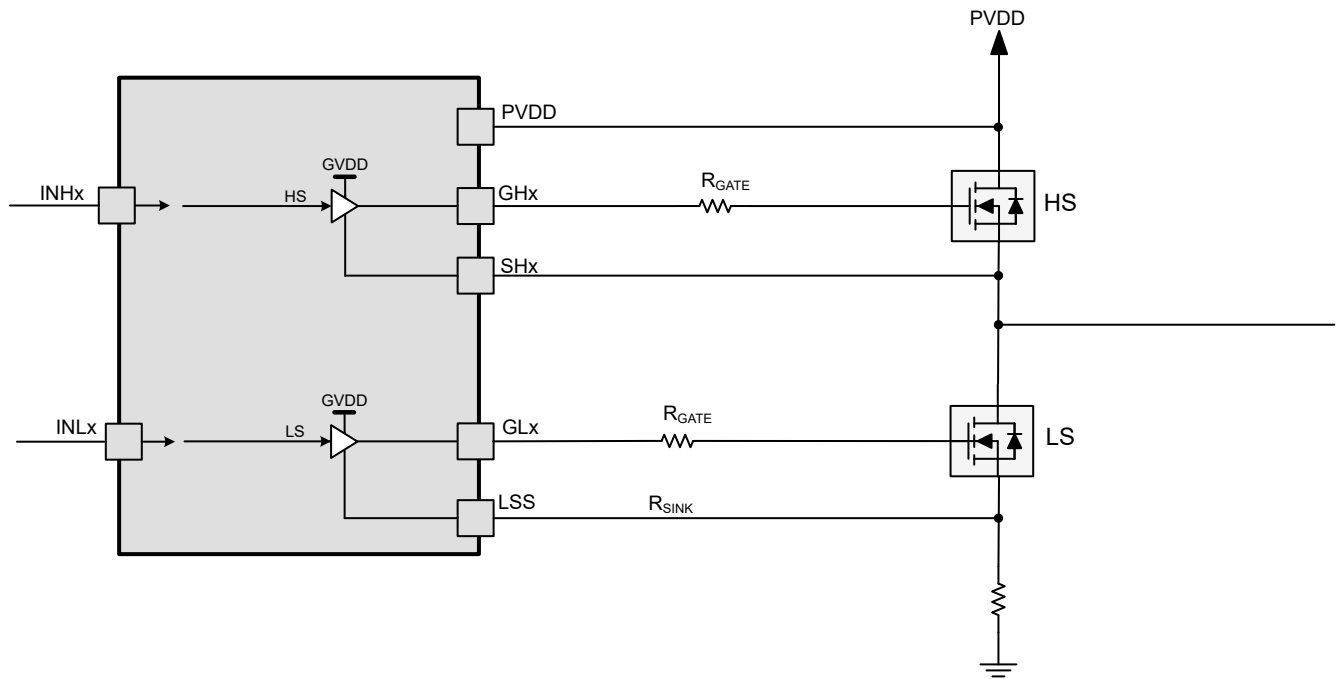 PVDD
PVDD
GVDD
INHx
HS
GHx
RGATE
HS
SHx
GVDD
INLx
LS
GLx
RGATE
LS
LSS
RSINK